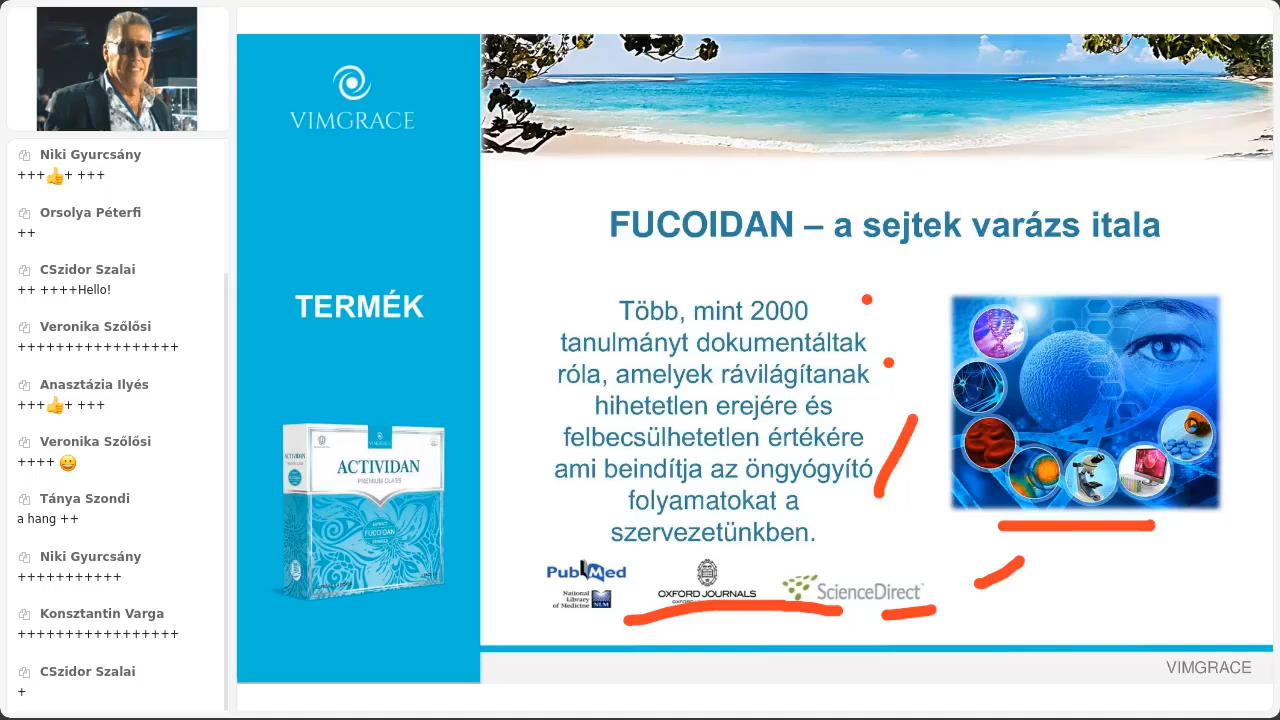 Niki Gyurcsány
+++👍+ +++
Orsolya Péterfi
++
CSzidor Szalai
++ ++++Hello!
Veronika Szőlősi
+++++++++++++++++
Anasztázia Ilyés
+++👍+ +++
Veronika Szőlősi
++++ 😀
Tánya Szondi
a hang ++
Niki Gyurcsány
+++++++++++
Konsztantin Varga
+++++++++++++++++
CSzidor Szalai
+
VIMGRACE
TERMÉK
ACTIVIDAN
PREMIUM CLASS
FUCOIDAN
ACTIVIDAN
FUCOIDAN – a sejtek varázs itala
Több, mint 2000
tanulmányt dokumentáltak
róla, amelyek rávilágítanak
hihetetlen erejére és
felbecsülhetetlen értékére
ami beindítja az öngyógyító
folyamatokat a
szervezetünkben.
PubMed
National
Library
of Medicine
NLM
OXFORD JOURNALS
ScienceDirect
VIMGRACE